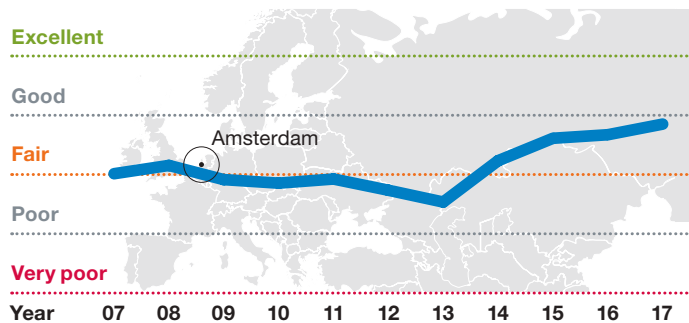 Excellent
Good
Amsterdam
Fair
Poor
Very poor
Year 07 08 09 10 11 12 13 14 15 16 17